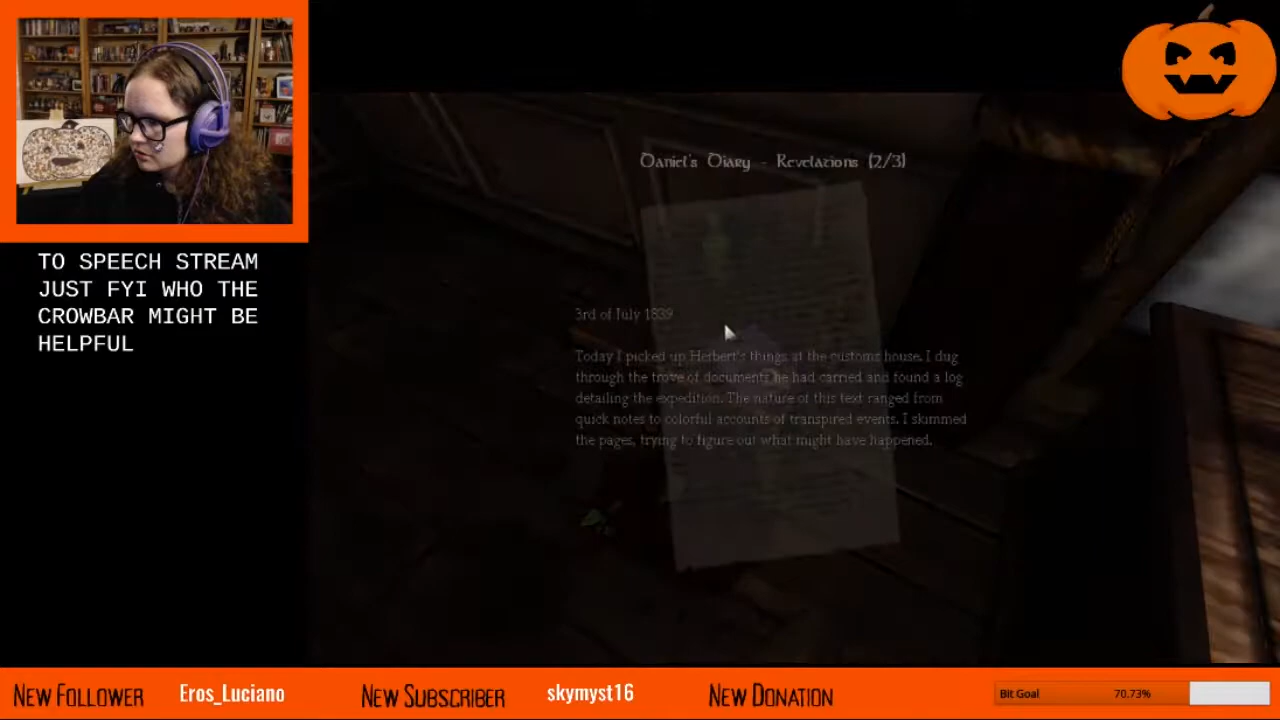 TO SPEECH STREAM
JUST FYI WHO THE
CROWBAR MIGHT BE
HELPFUL
Daniel's Diary - Revelations (2/3)
3rd of July 1839
Today I picked up Herbert's things at the customs house. I dug
through the trove of documents he had carried and found a log
detailing the expedition. The nature of this text ranged from
quick notes to colorful accounts of transpired events. I skimmed
the pages, trying to figure out what might have happened.
NEW FOLLOWER Eros_Luciano NEW SUBSCRIBER skymyst16 NEW DONATION Bit Goal 70.73%